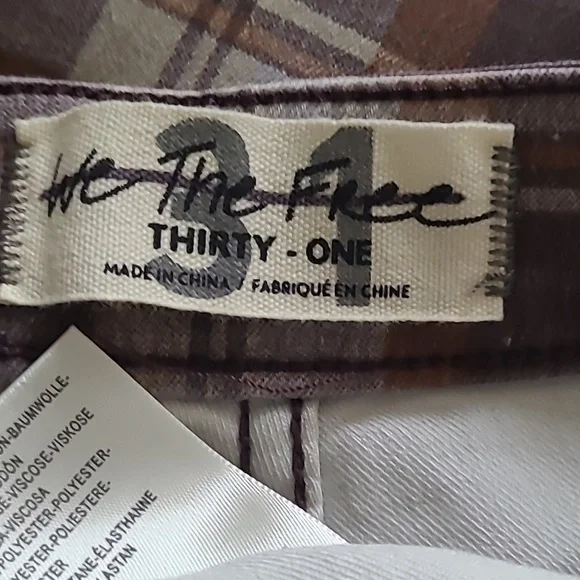 31
We The Free
THIRTY - ONE
MADE IN CHINA / FABRIQUÉ EN CHINE
-BAUMWOLLE-
-VISCOSE-VISKOSE
VISCOSA
POLYESTER-POLYESTER-
POLYESTER-POLIESTERE-
-ÉLASTHANNE